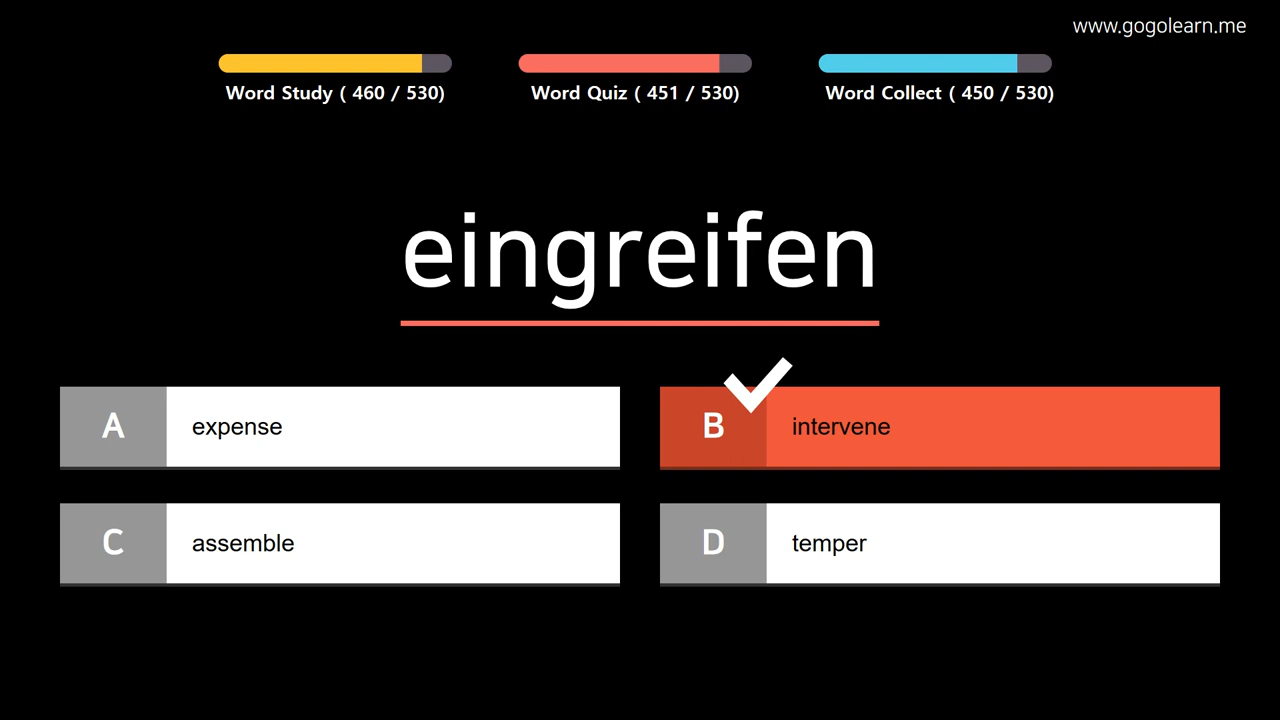 www.gogolearn.me
Word Study ( 460 / 530)
Word Quiz ( 451 / 530)
Word Collect ( 450 / 530)
eingreifen
A expense
B intervene
C assemble
D temper